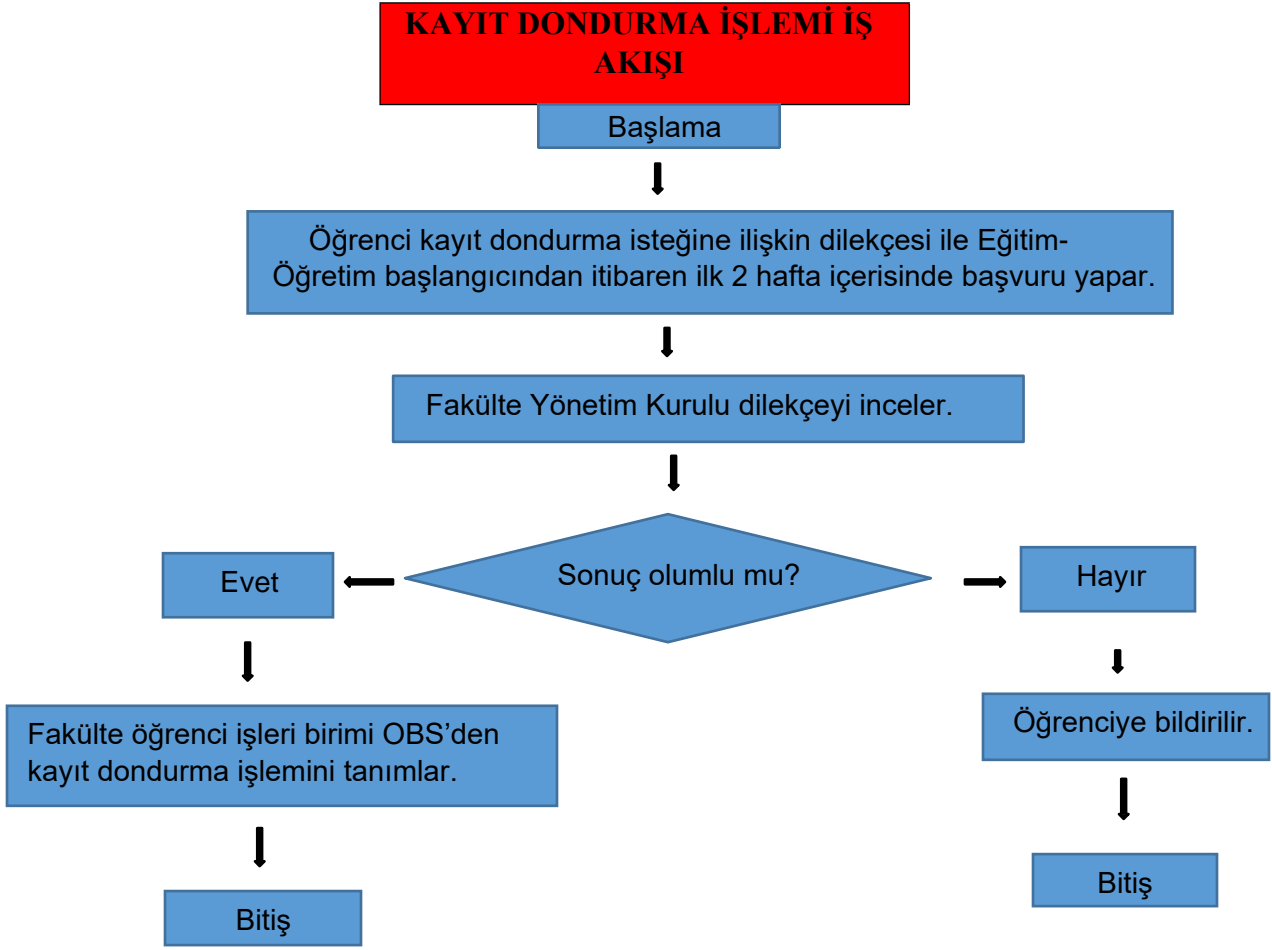 KAYIT DONDURMA İŞLEMİ İŞ
AKIŞI
Başlama
Öğrenci kayıt dondurma isteğine ilişkin dilekçesi ile Eğitim-
Öğretim başlangıcından itibaren ilk 2 hafta içerisinde başvuru yapar.
Fakülte Yönetim Kurulu dilekçeyi inceler.
Sonuç olumlu mu?
Evet
Hayır
Fakülte öğrenci işleri birimi OBS’den
kayıt dondurma işlemini tanımlar.
Öğrenciye bildirilir.
Bitiş
Bitiş